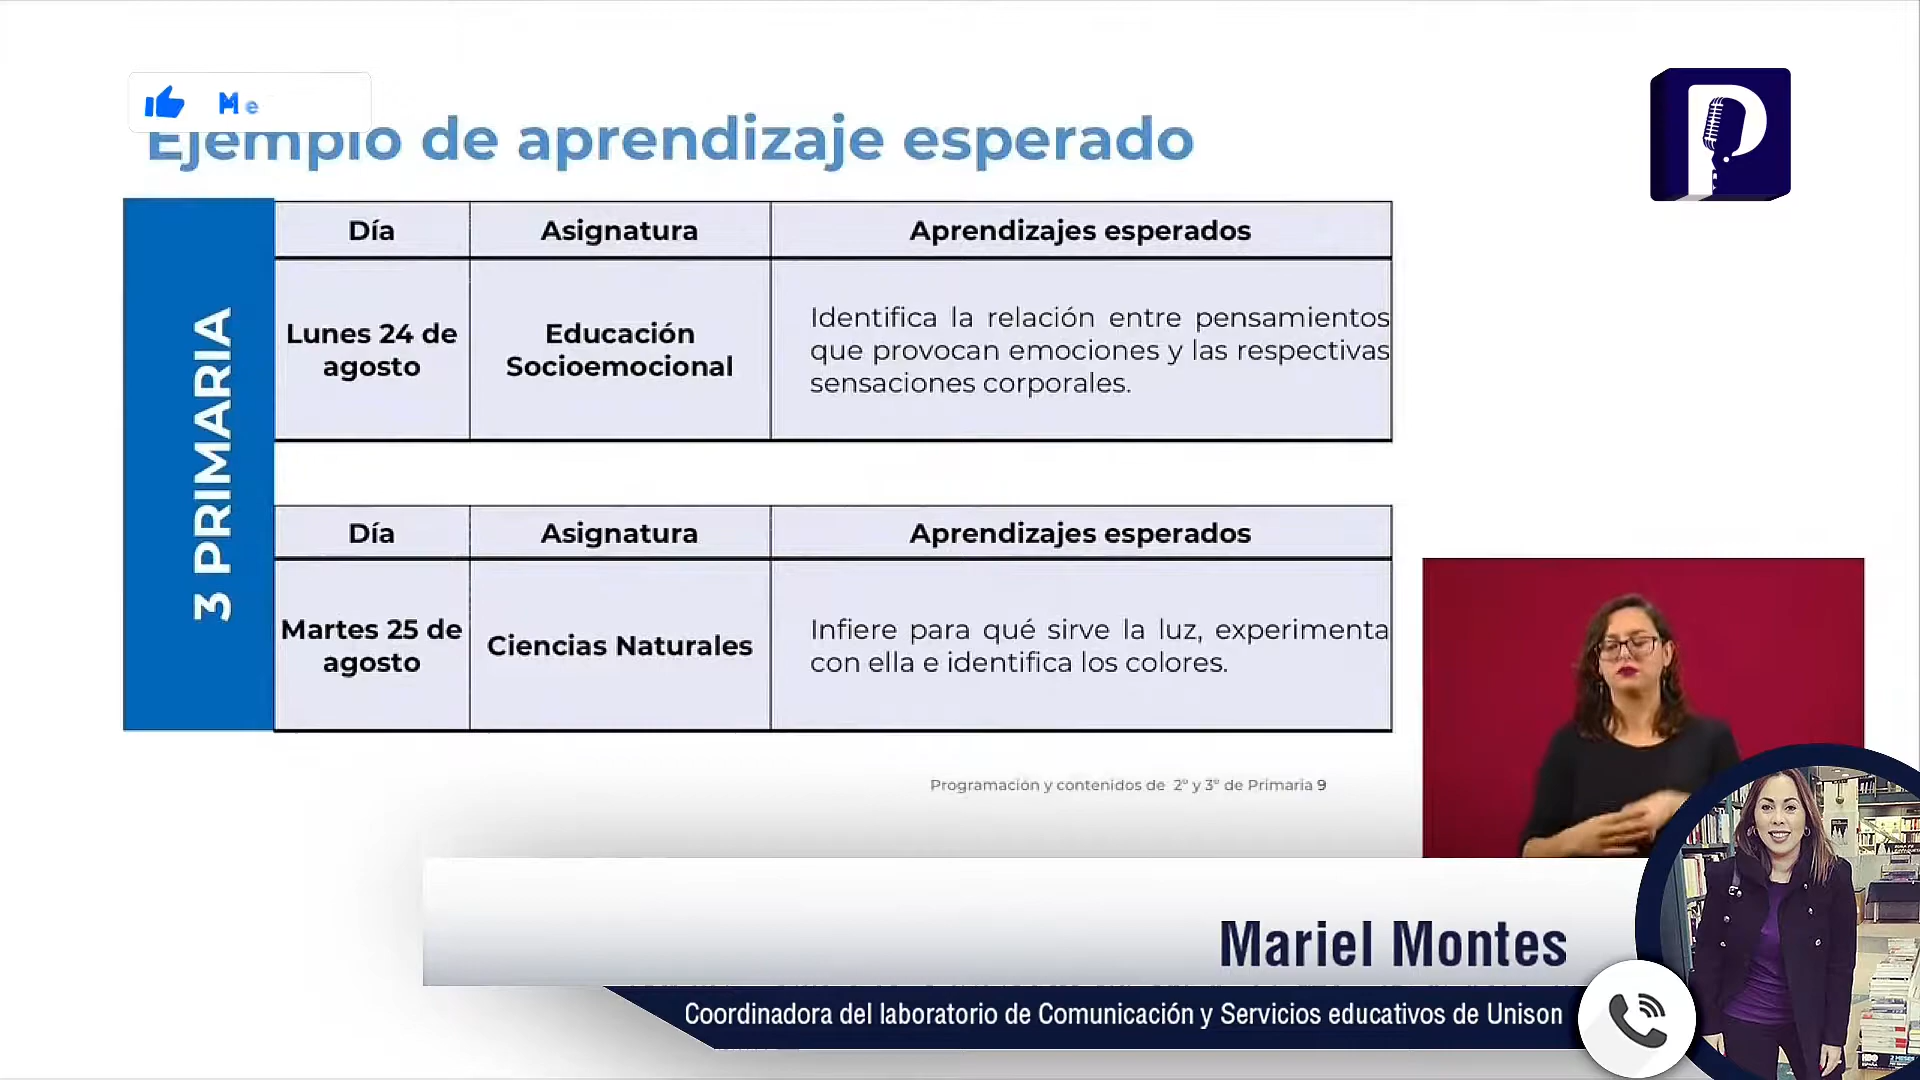 Me
Ejemplo de aprendizaje esperado
P
3 PRIMARIA
Día
Asignatura
Aprendizajes esperados
Lunes 24 de
agosto
Educación
Socioemocional
Identifica la relación entre pensamientos
que provocan emociones y las respectivas
sensaciones corporales.
Día
Asignatura
Aprendizajes esperados
Martes 25 de
agosto
Ciencias Naturales
Infiere para qué sirve la luz, experimenta
con ella e identifica los colores.
Programación y contenidos de 2º y 3º de Primaria 9
Mariel Montes
Coordinadora del laboratorio de Comunicación y Servicios educativos de Unison